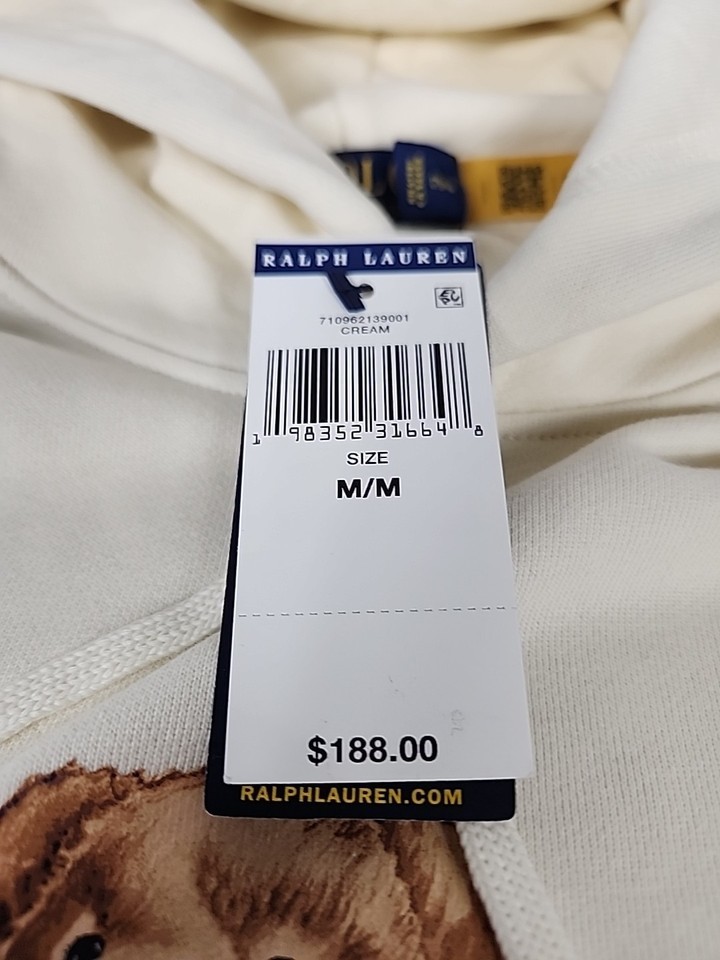 RALPH LAUREN
710962139001
CREAM
1 98352 31664 8
SIZE
M/M
$188.00
RALPHLAUREN.COM